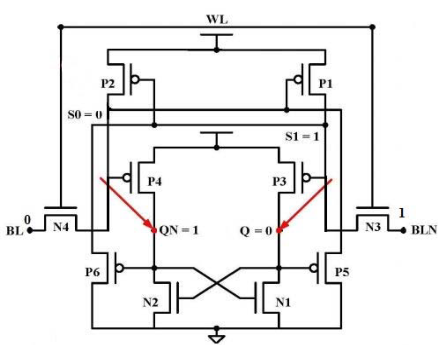 WL
P2
P1
S0 = 0
S1 = 1
P4
P3
0
BL
N4
QN = 1
Q = 0
1
BLN
N3
P6
P5
N2
N1